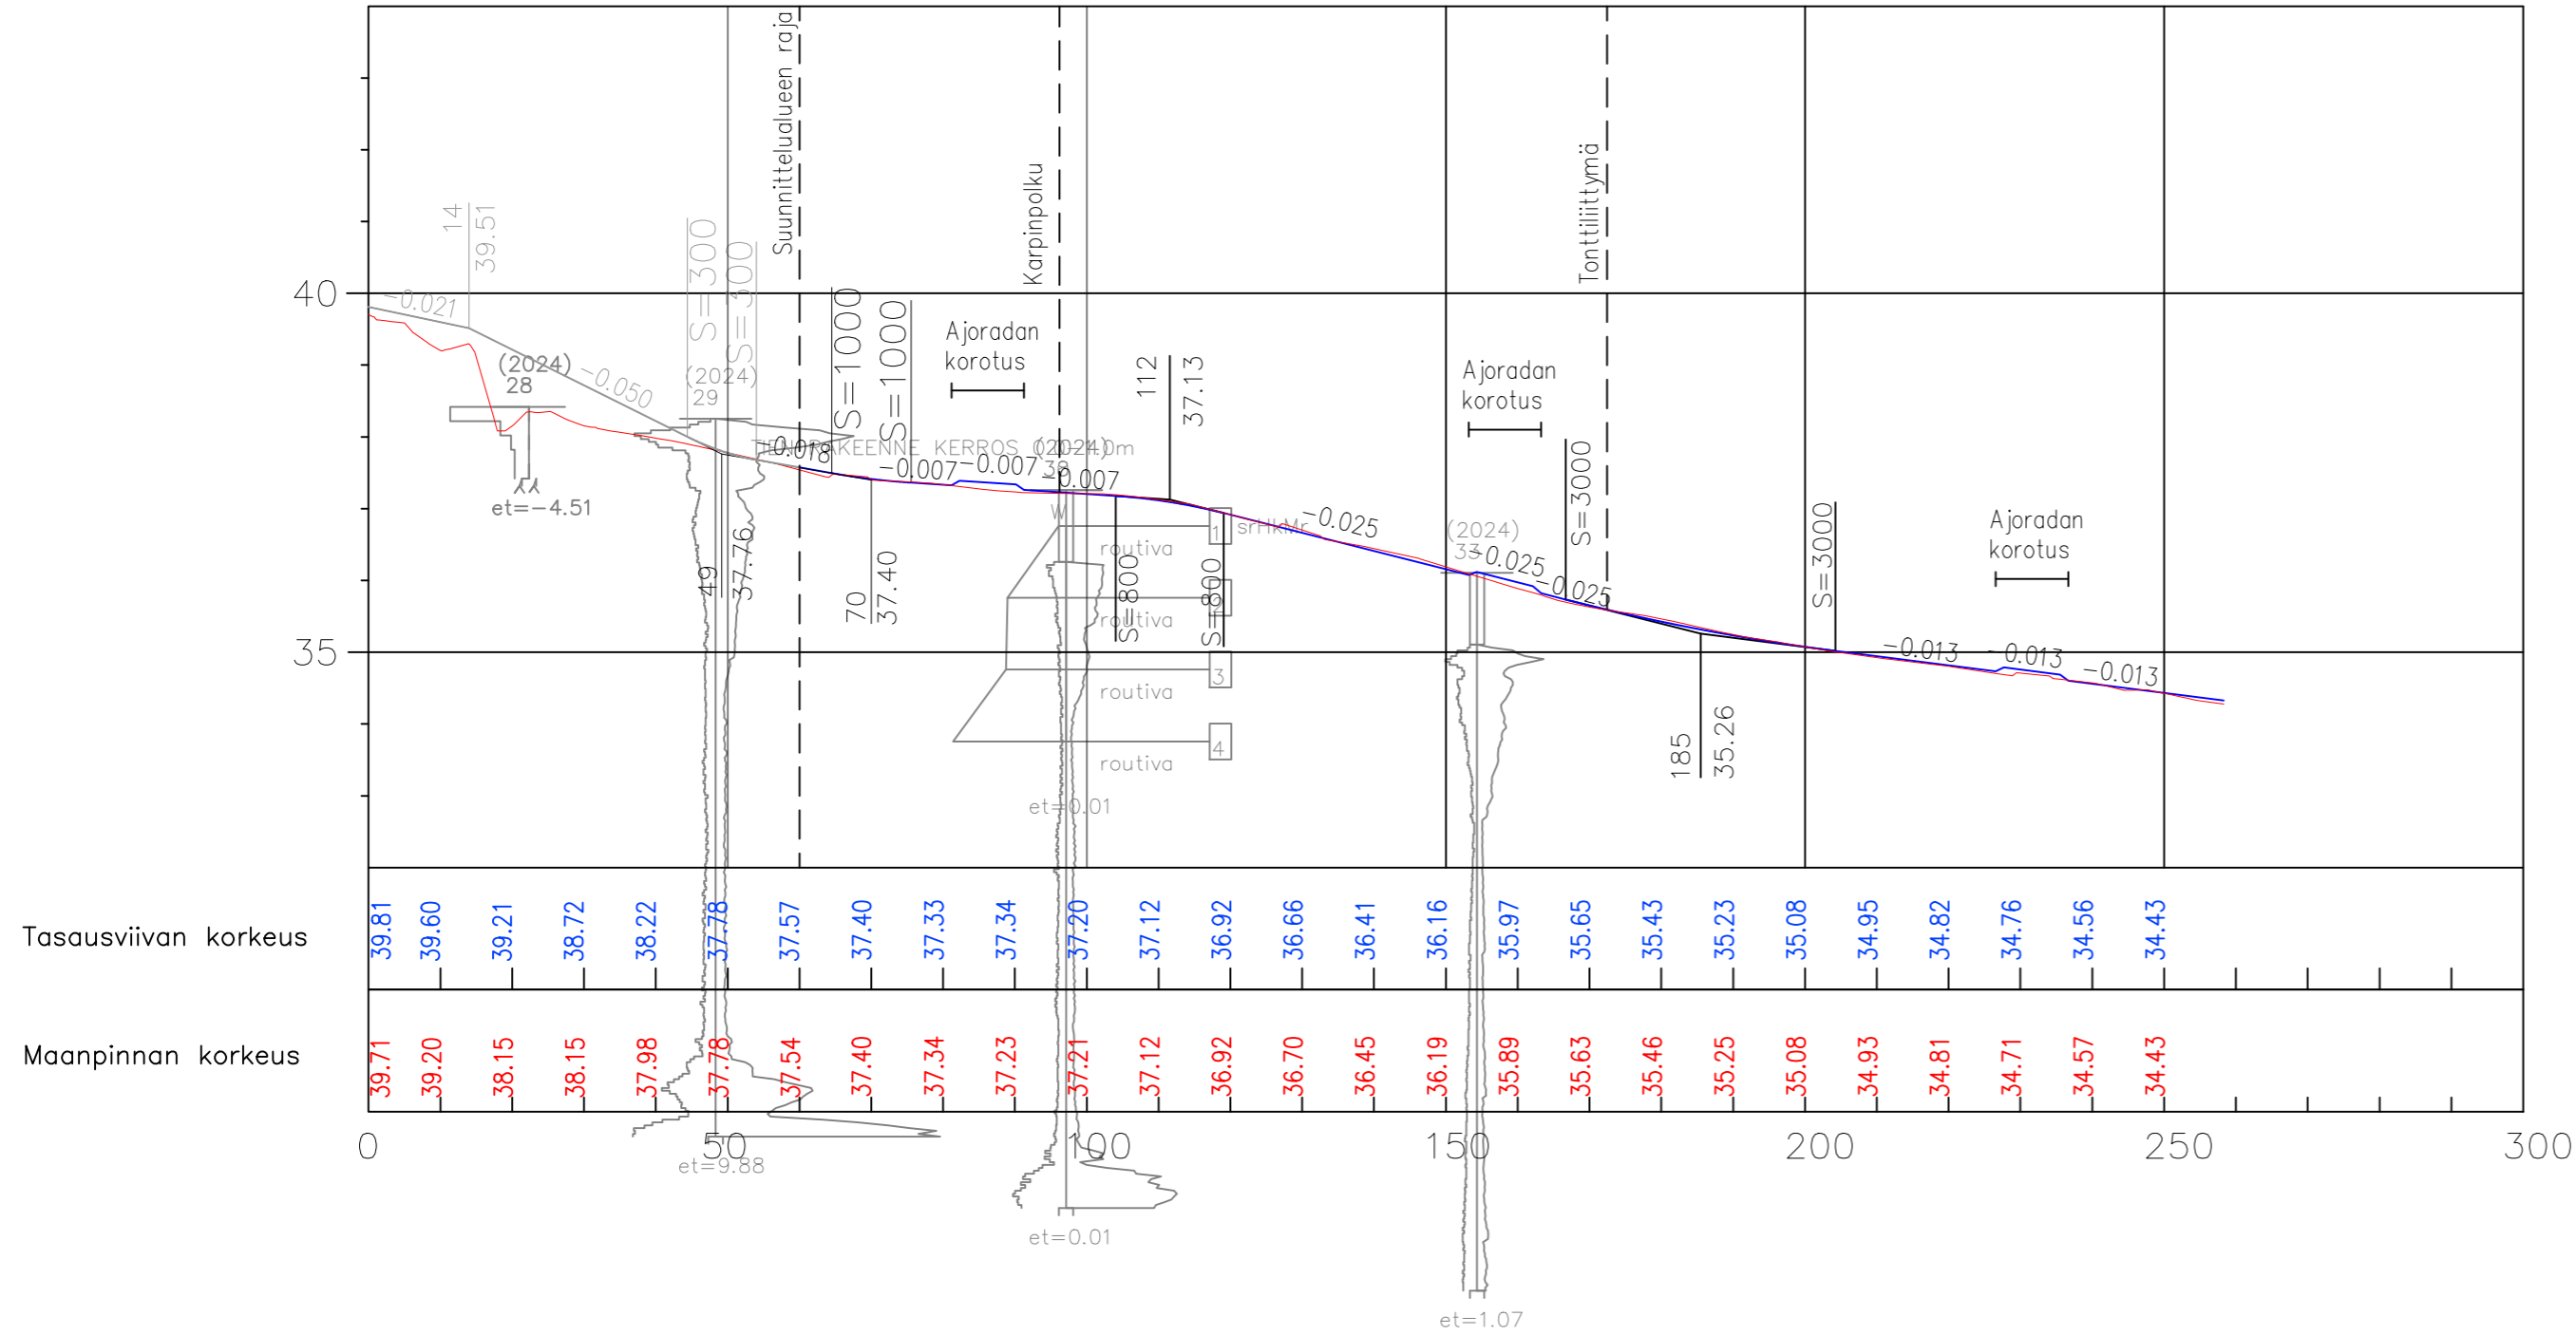 Suunnittelualueen raja
Karpinpolku
Tonttiliittymä
14
39.51
S=300
S=300
40
-0.021
-0.050
(2024)
28
et=-4.51
(2024)
29
-0.018
S=1000
S=1000
Ajoradan
korotus
-0.007
-0.007
-0.007
(2024)
112
37.13
Ajoradan
korotus
S=3000
-0.025
(2024)
33
-0.025
-0.025
S=3000
Ajoradan
korotus
49
37.76
70
37.40
W
1
srHkMr
routiva
routiva
3
routiva
4
routiva
S=800
S=800
et=0.01
35
185
35.26
-0.013
-0.013
-0.013
Tasausviivan korkeus
39.81 39.60 39.21 38.72 38.22 37.78 37.57 37.40 37.33 37.34 37.20 37.12 36.92 36.66 36.41 36.16 35.97 35.65 35.43 35.23 35.08 34.95 34.82 34.76 34.56 34.43
Maanpinnan korkeus
39.71 39.20 38.15 38.15 37.98 37.78 37.54 37.40 37.34 37.23 37.21 37.12 36.92 36.70 36.45 36.19 35.89 35.63 35.46 35.25 35.08 34.93 34.81 34.71 34.57 34.43
0 50 100 150 200 250 300
et=9.88
et=0.01
et=1.07